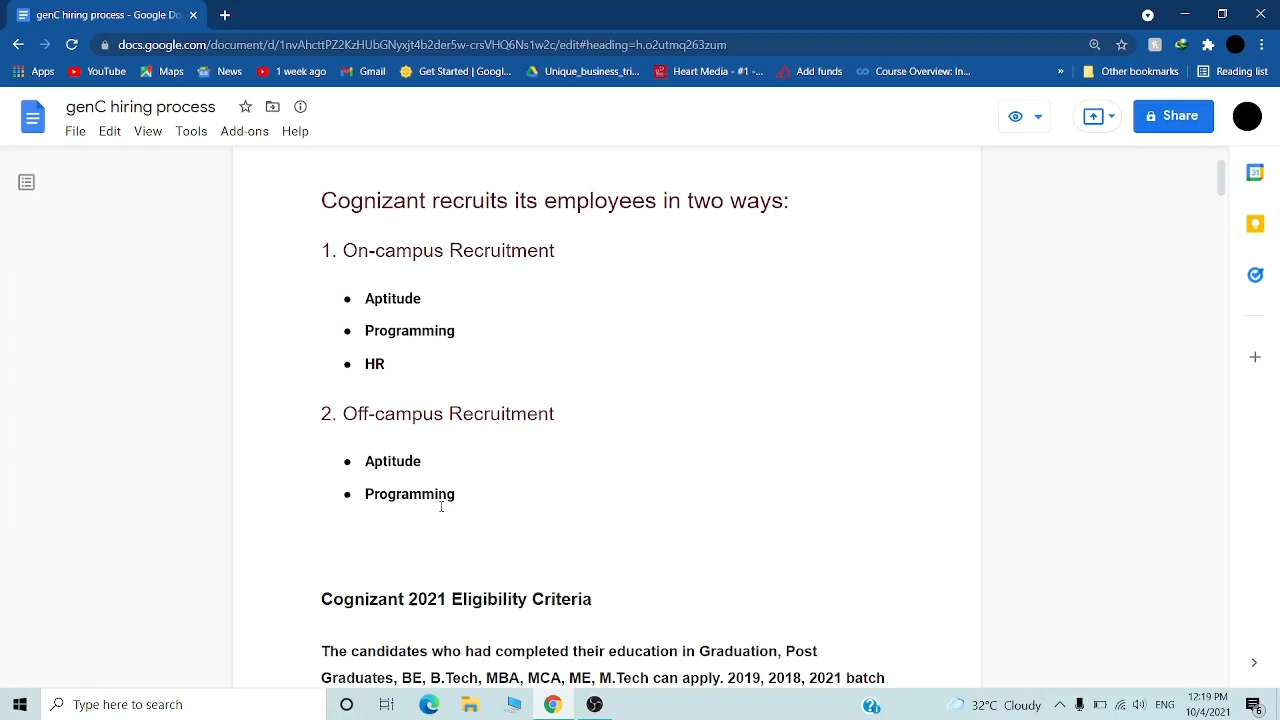 genC hiring process - Google Do
docs.google.com/document/d/1nvAhcttPZ2KzHUbGNyxjt4b2der5w-crsVHQ6Ns1w2c/edit#heading=h.o2utmq263zum
Apps YouTube Maps News 1 week ago Gmail Get Started | Googl... Unique_business_tri... Heart Media - #1 -... Add funds Course Overview: In... » Other bookmarks Reading list
genC hiring process
File Edit View Tools Add-ons Help
Share
31
Cognizant recruits its employees in two ways:
1. On-campus Recruitment
● Aptitude
● Programming
● HR
2. Off-campus Recruitment
● Aptitude
● Programming
Cognizant 2021 Eligibility Criteria
The candidates who had completed their education in Graduation, Post
Graduates, BE, B.Tech, MBA, MCA, ME, M.Tech can apply. 2019, 2018, 2021 batch
Type here to search
32°C Cloudy
ENG
12:19 PM
10/4/2021
6